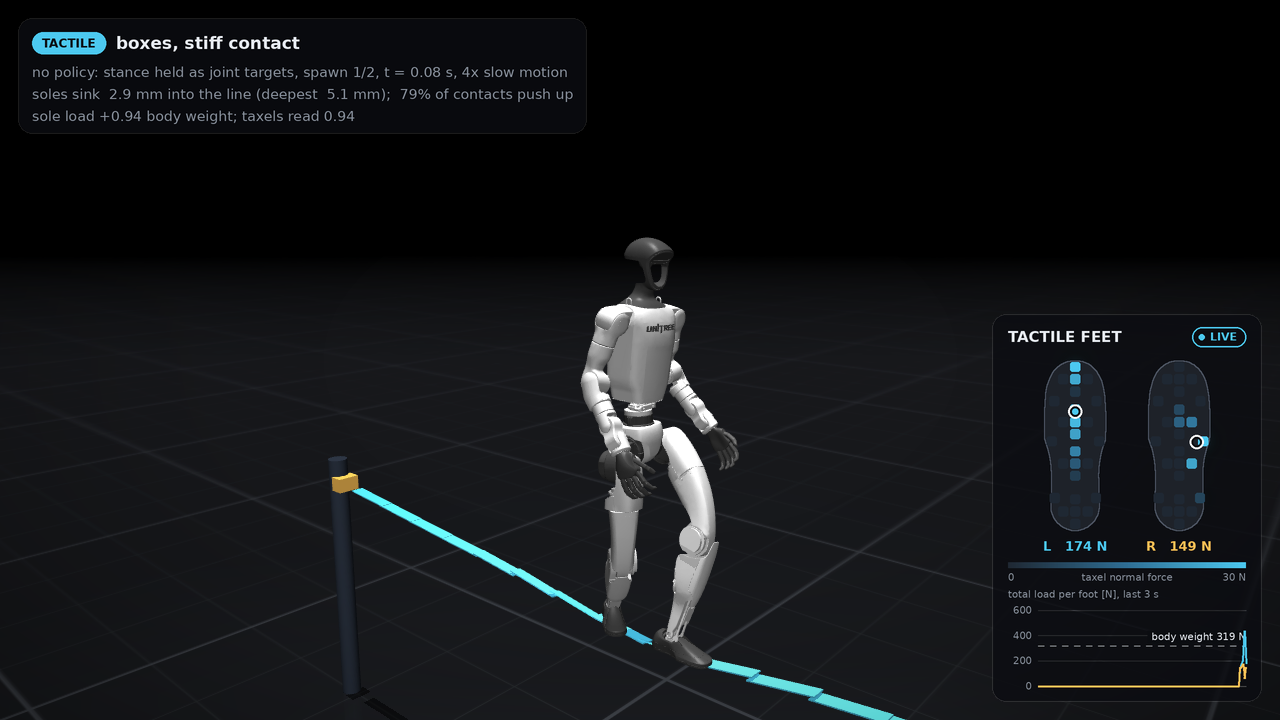 TACTILE boxes, stiff contact
no policy: stance held as joint targets, spawn 1/2, t = 0.08 s, 4x slow motion
soles sink 2.9 mm into the line (deepest 5.1 mm); 79% of contacts push up
sole load +0.94 body weight; taxels read 0.94
UNITREE
TACTILE FEET
LIVE
L 174 N
R 149 N
0 taxel normal force 30 N
total load per foot [N], last 3 s
600
400
body weight 319 N
200
0